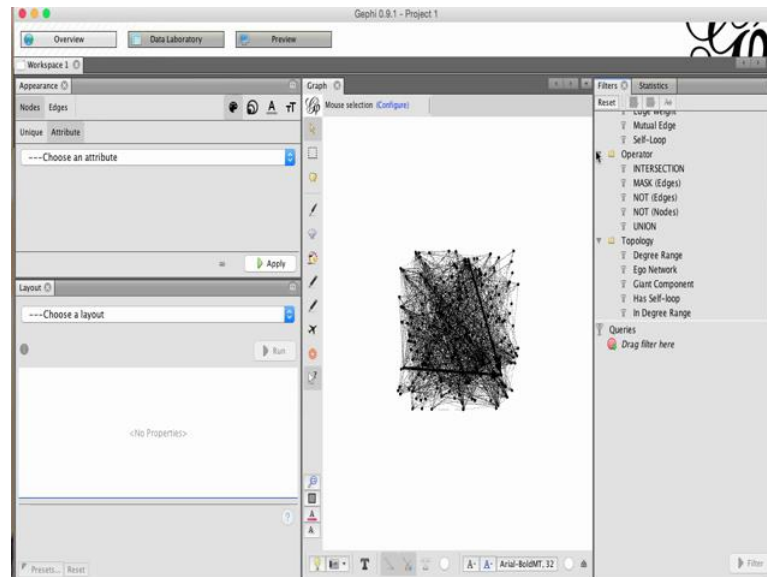 Gephi 0.9.1 - Project 1
Overview
Data Laboratory
Preview
Workspace 1
Appearance
Nodes Edges
Unique Attribute
---Choose an attribute
Apply
Layout
---Choose a layout
Run
<No Properties>
?
Presets... Reset
Graph
Mouse selection (Configure)
T
A- A- Arial-BoldMT, 32
Filters Statistics
Reset
Edge Weight
Mutual Edge
Self-Loop
Operator
INTERSECTION
MASK (Edges)
NOT (Edges)
NOT (Nodes)
UNION
Topology
Degree Range
Ego Network
Giant Component
Has Self-loop
In Degree Range
Queries
Drag filter here
Filter